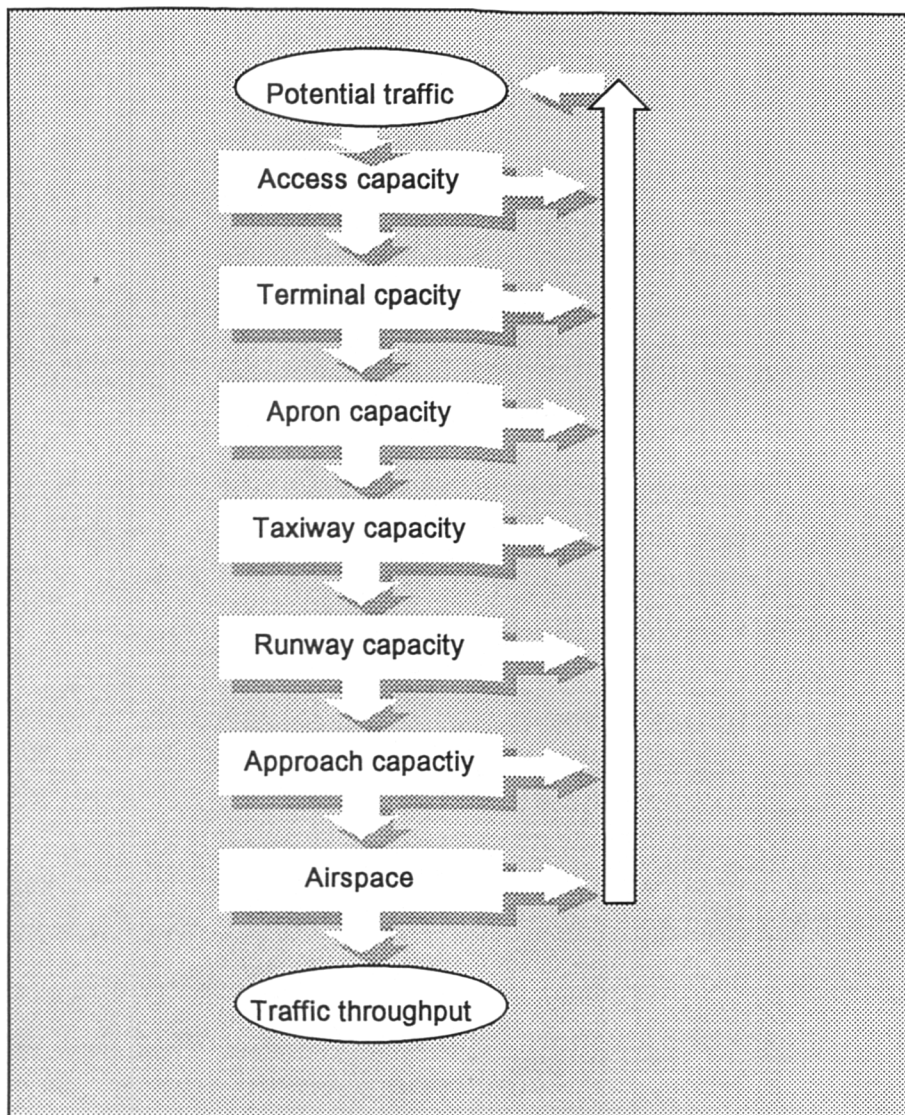 Potential traffic
Access capacity
Terminal cpacity
Apron capacity
Taxiway capacity
Runway capacity
Approach capactiy
Airspace
Traffic throughput